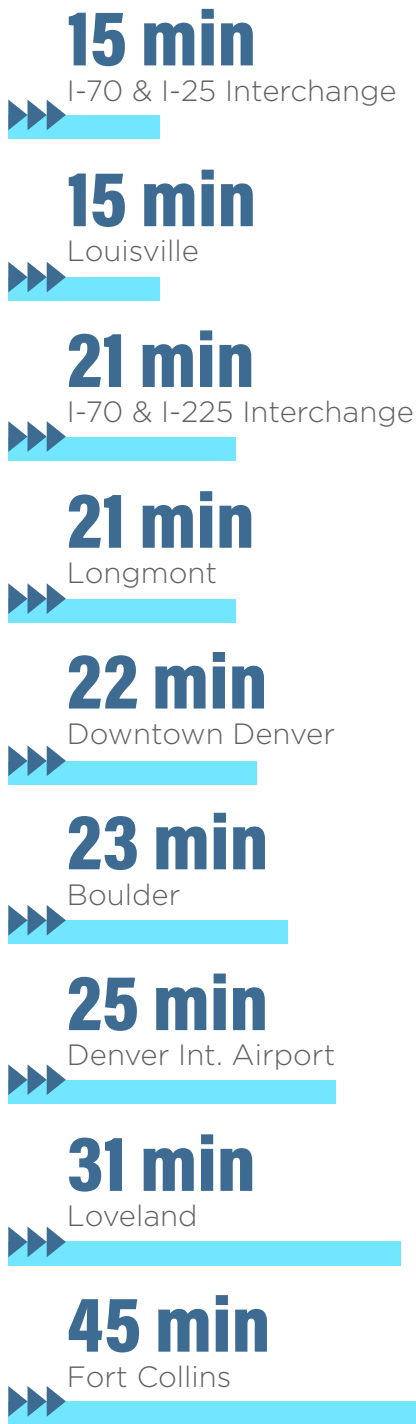 15 min
I-70 & I-25 Interchange
15 min
Louisville
21 min
I-70 & I-225 Interchange
21 min
Longmont
22 min
Downtown Denver
23 min
Boulder
25 min
Denver Int. Airport
31 min
Loveland
45 min
Fort Collins